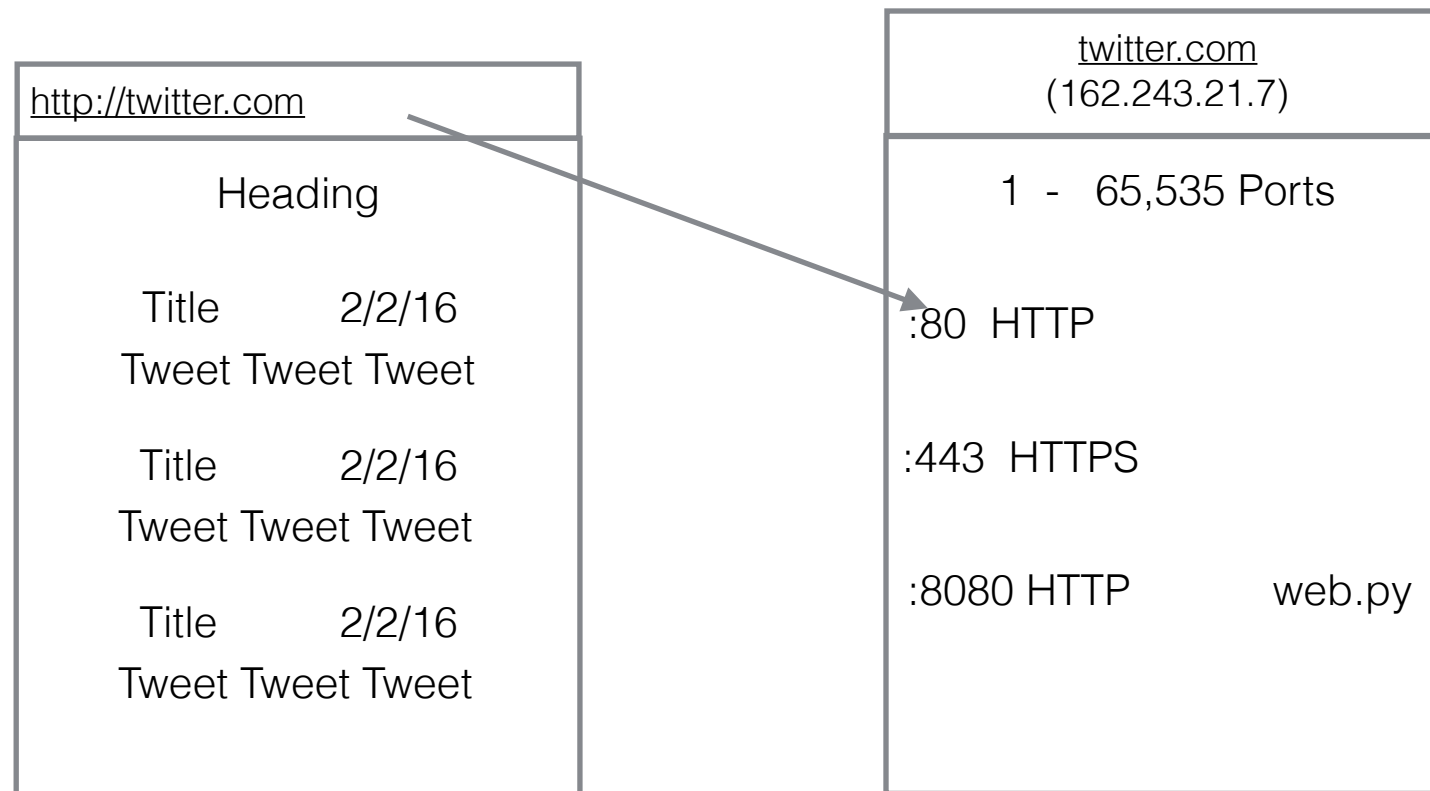 http://twitter.com
Heading
Title 2/2/16
Tweet Tweet Tweet
Title 2/2/16
Tweet Tweet Tweet
Title 2/2/16
Tweet Tweet Tweet
twitter.com
(162.243.21.7)
1 - 65,535 Ports
:80 HTTP
:443 HTTPS
:8080 HTTP web.py